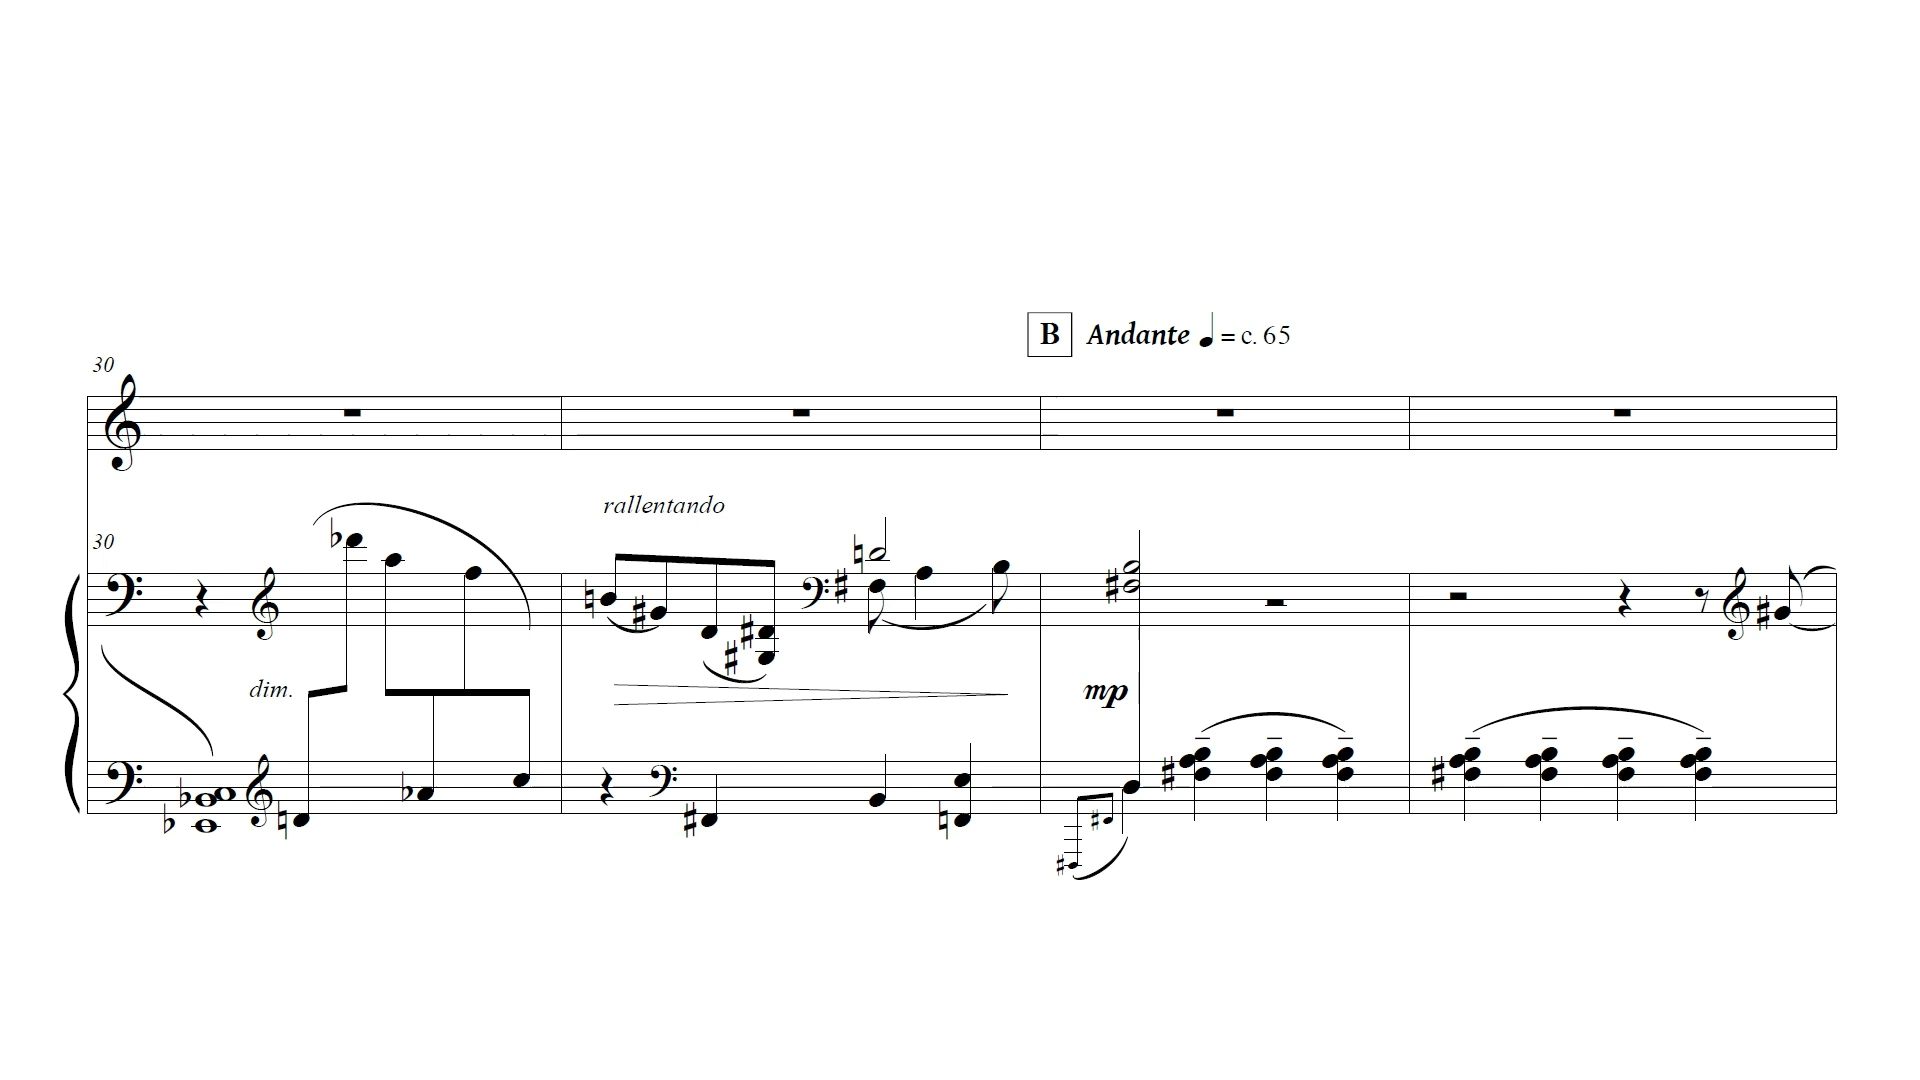 B Andante = c. 65
30
rallentando
30
dim.
mp